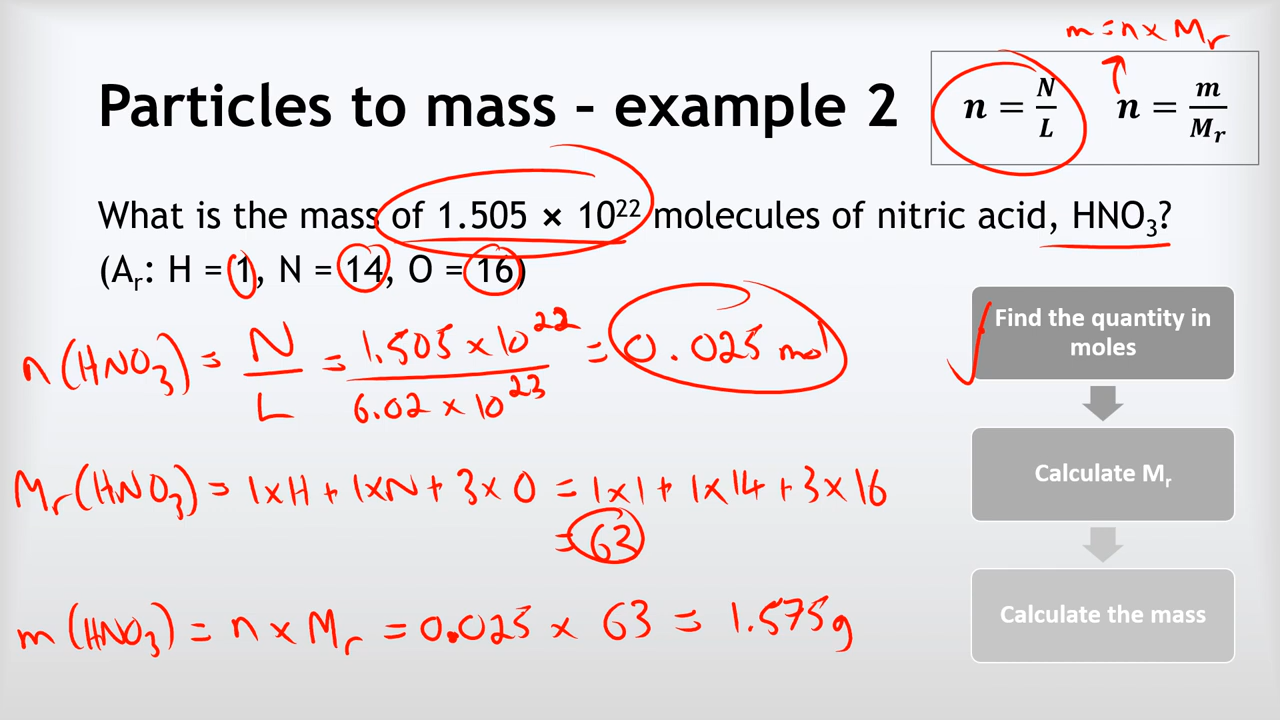 m = n × Mᵣ
Particles to mass – example 2
n = N/L n = m/Mᵣ
What is the mass of 1.505 × 10²² molecules of nitric acid, HNO₃?
(Aᵣ: H = 1, N = 14, O = 16)
Find the quantity in
moles
n (HNO₃) = N/L = 1.505 × 10²²/6.02 × 10²³ = 0.025 mol
Calculate Mᵣ
Mᵣ (HNO₃) = 1×H + 1×N + 3×O = 1×1 + 1×14 + 3×16
= 63
Calculate the mass
m (HNO₃) = n × Mᵣ = 0.025 × 63 = 1.575g